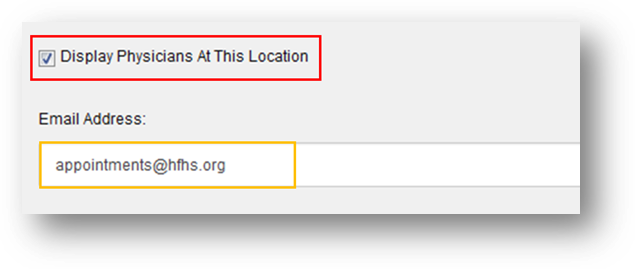 Display Physicians At This Location
Email Address:
appointments@hfhs.org